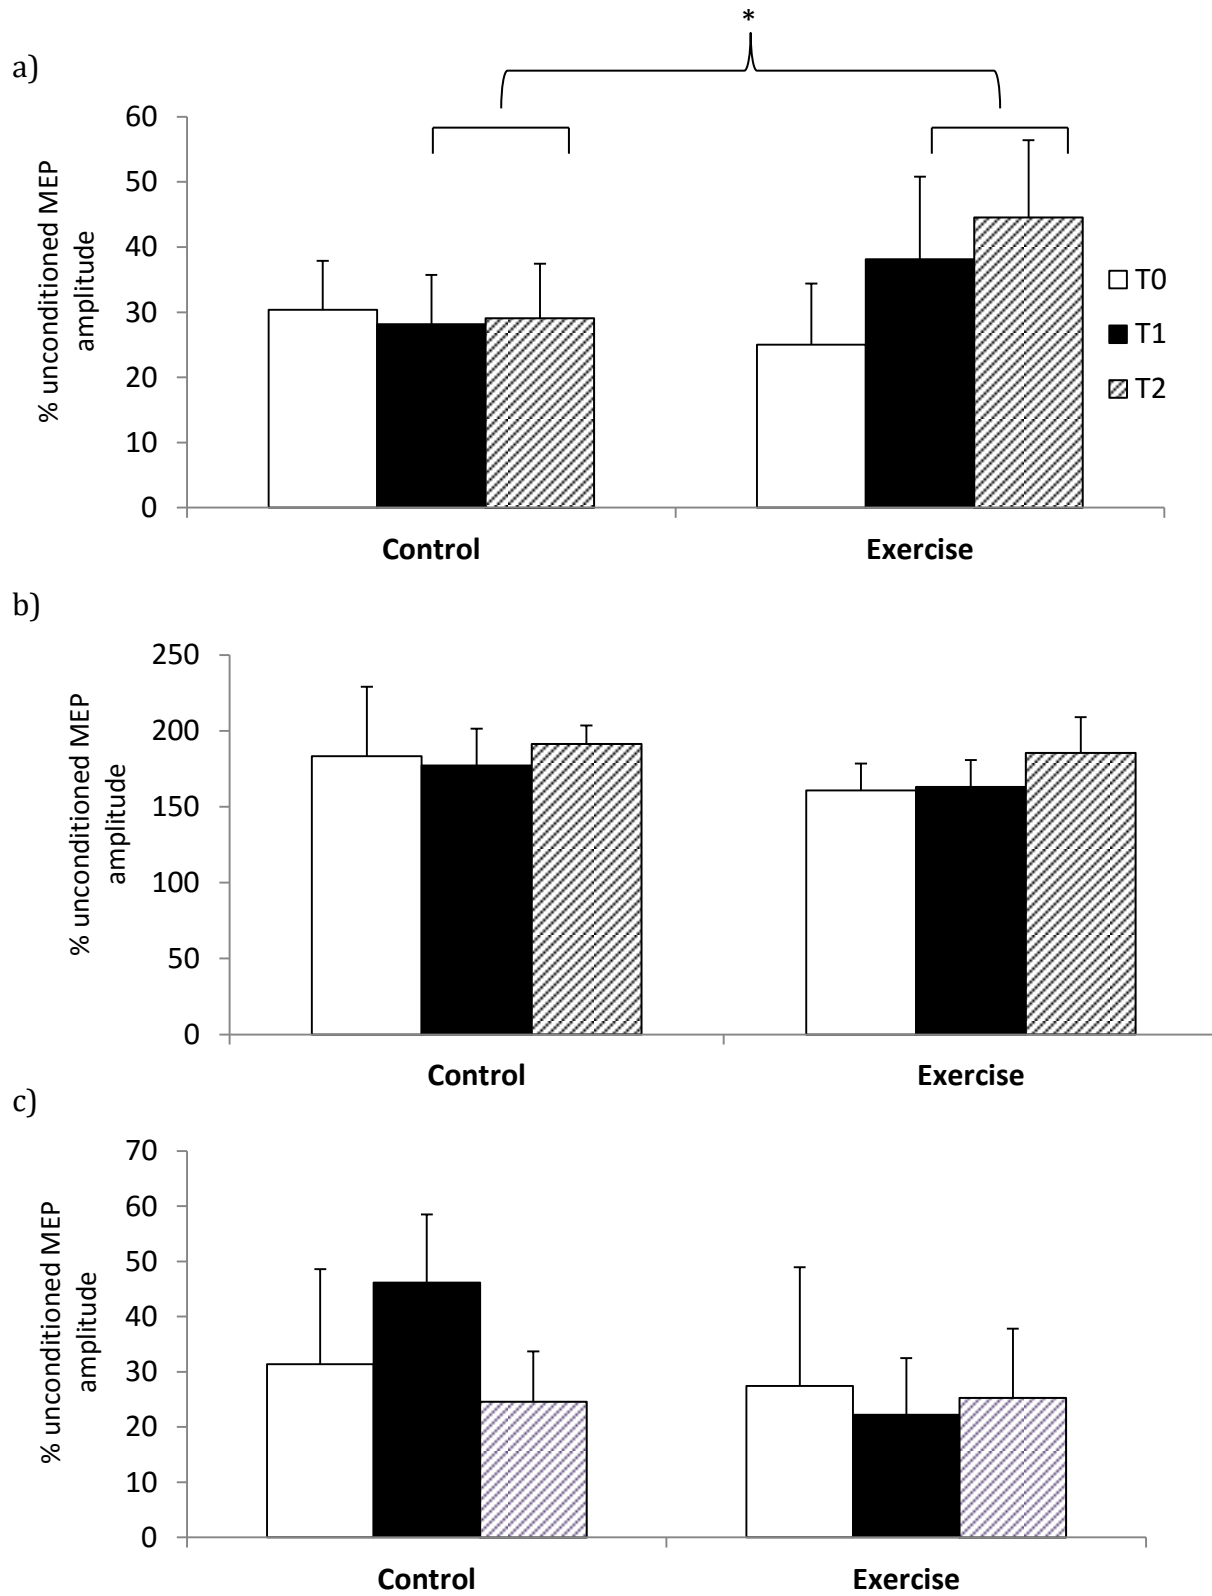 *
a)
60
50
40
30
20
10
0
% unconditioned MEP
amplitude
Control
Exercise
T0
T1
T2
b)
250
200
150
100
50
0
% unconditioned MEP
amplitude
Control
Exercise
c)
70
60
50
40
30
20
10
0
% unconditioned MEP
amplitude
Control
Exercise